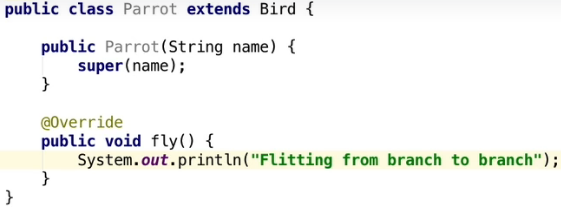 public class Parrot extends Bird {
public Parrot(String name) {
super(name);
}
@Override
public void fly() {
System.out.println("Flitting from branch to branch");
}
}